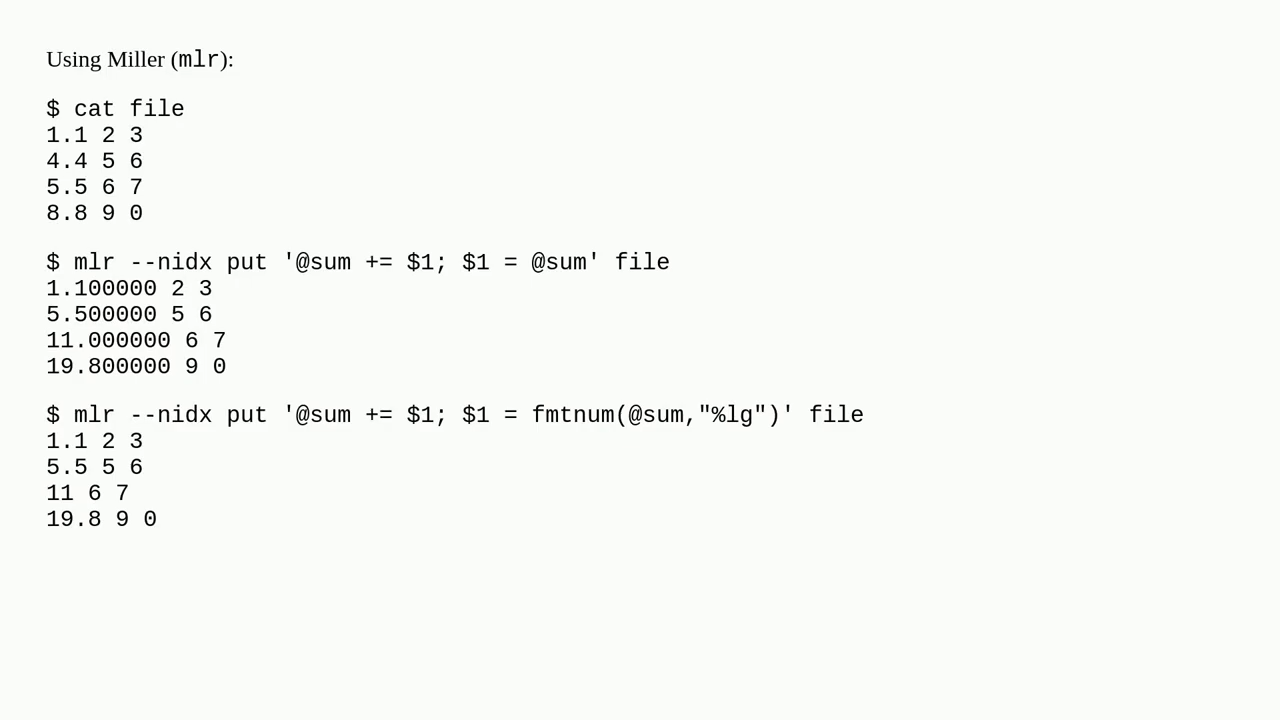 Using Miller (mlr):
$ cat file
1.1 2 3
4.4 5 6
5.5 6 7
8.8 9 0
$ mlr --nidx put '@sum += $1; $1 = @sum' file
1.100000 2 3
5.500000 5 6
11.000000 6 7
19.800000 9 0
$ mlr --nidx put '@sum += $1; $1 = fmtnum(@sum,"%lg")' file
1.1 2 3
5.5 5 6
11 6 7
19.8 9 0